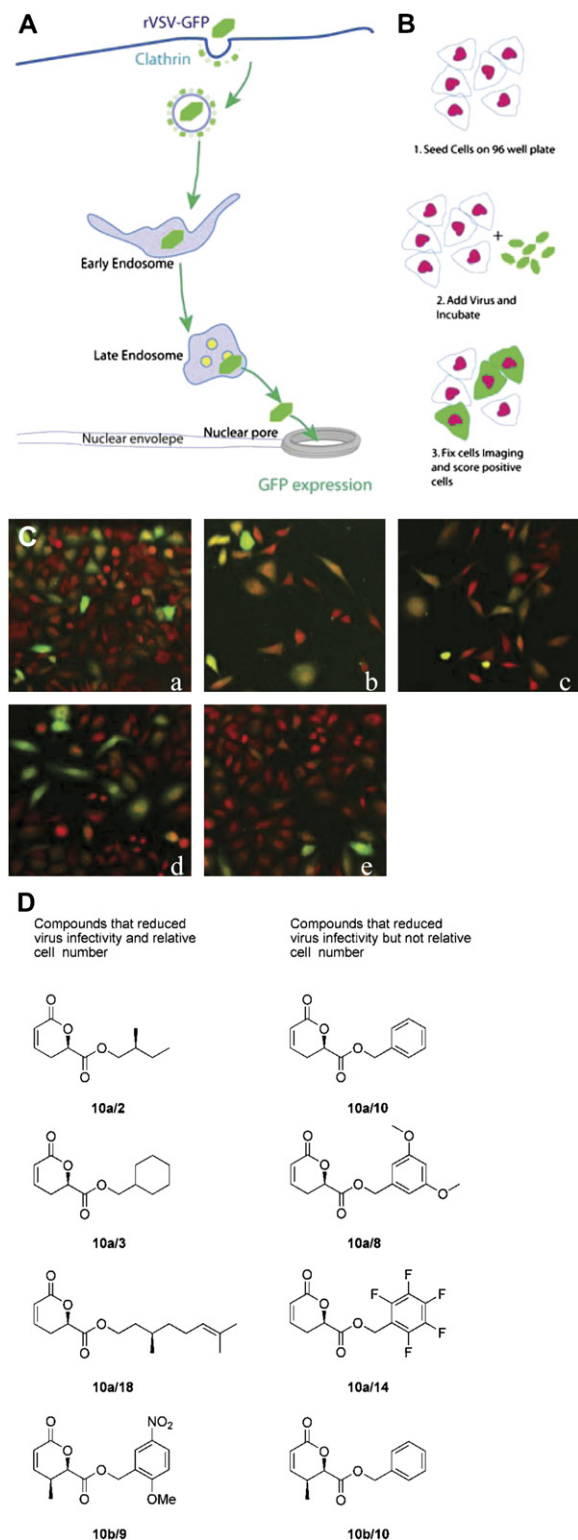 A
rVSV-GFP
Clathrin
Early Endosome
Late Endosome
Nuclear pore
Nuclear envolepe
GFP expression
B
1. Seed Cells on 96 well plate
+
2. Add Virus and
Incubate
3. Fix cells Imaging
and score positive
cells
C
a
b
c
d
e
D
Compounds that reduced
virus infectivity and relative
cell number
Compounds that reduced
virus infectivity but not relative
cell number
O
O
O
O
10a/2
O
O
O
O
10a/10
O
O
O
O
10a/3
O
O
O
O
O
O
10a/8
O
O
O
O
10a/18
O
O
O
O
F
F
F
F
F
10a/14
O
O
O
O
NO₂
OMe
10b/9
O
O
O
O
10b/10